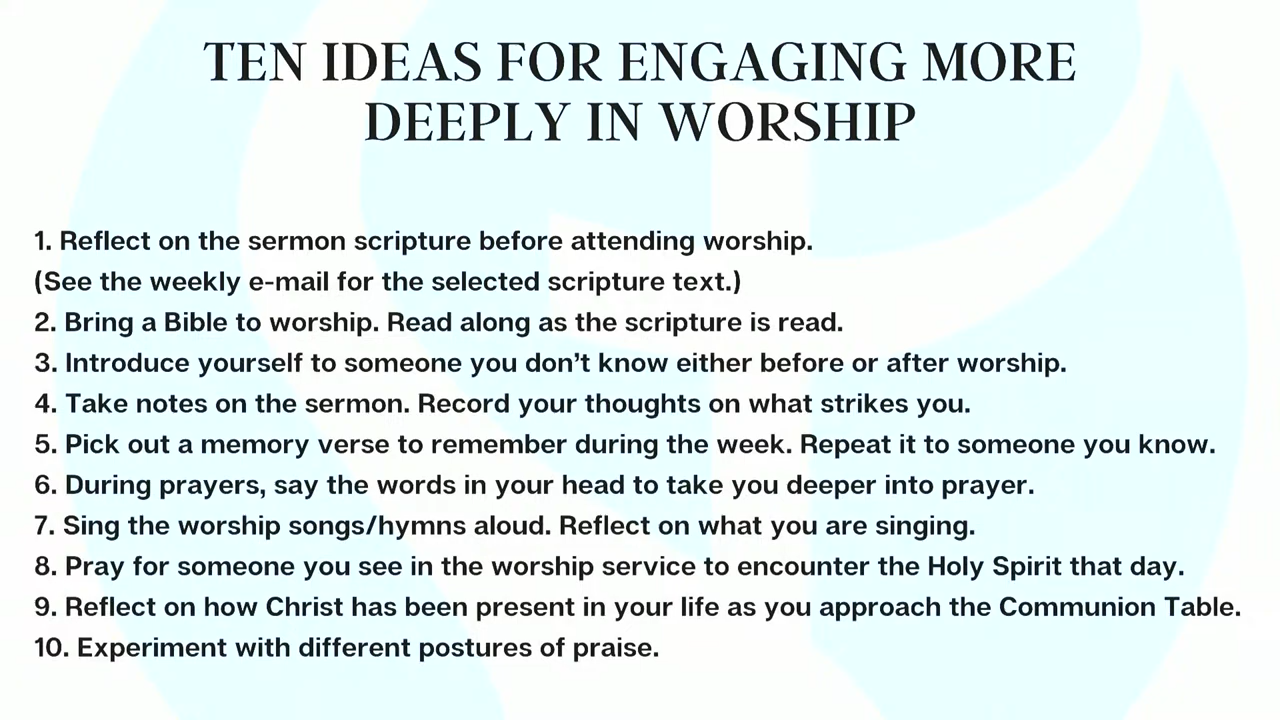 TEN IDEAS FOR ENGAGING MORE
DEEPLY IN WORSHIP
1. Reflect on the sermon scripture before attending worship.
(See the weekly e-mail for the selected scripture text.)
2. Bring a Bible to worship. Read along as the scripture is read.
3. Introduce yourself to someone you don’t know either before or after worship.
4. Take notes on the sermon. Record your thoughts on what strikes you.
5. Pick out a memory verse to remember during the week. Repeat it to someone you know.
6. During prayers, say the words in your head to take you deeper into prayer.
7. Sing the worship songs/hymns aloud. Reflect on what you are singing.
8. Pray for someone you see in the worship service to encounter the Holy Spirit that day.
9. Reflect on how Christ has been present in your life as you approach the Communion Table.
10. Experiment with different postures of praise.